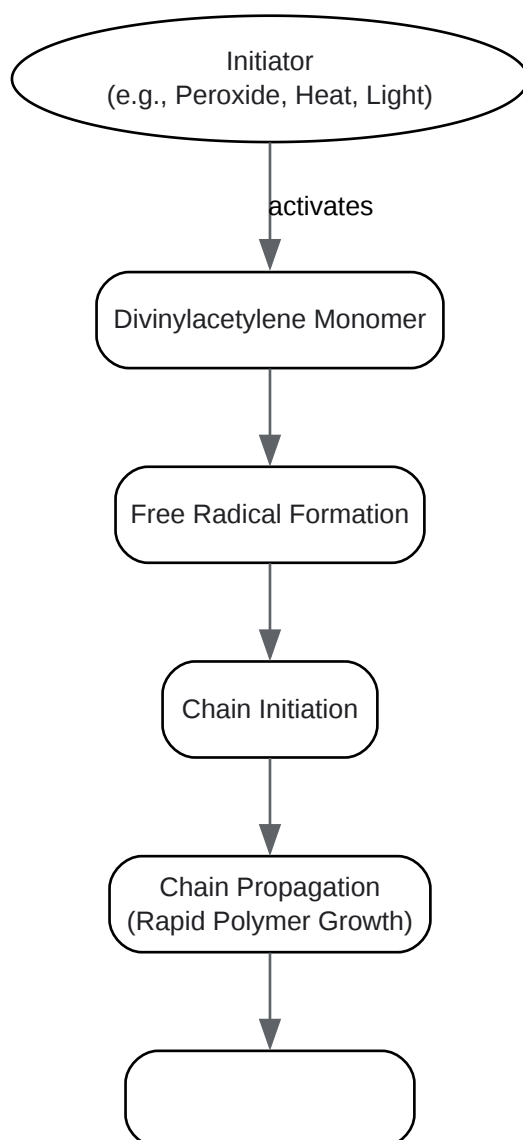 Initiator
(e.g., Peroxide, Heat, Light)
activates
Divinylacetylene Monomer
Free Radical Formation
Chain Initiation
Chain Propagation
(Rapid Polymer Growth)